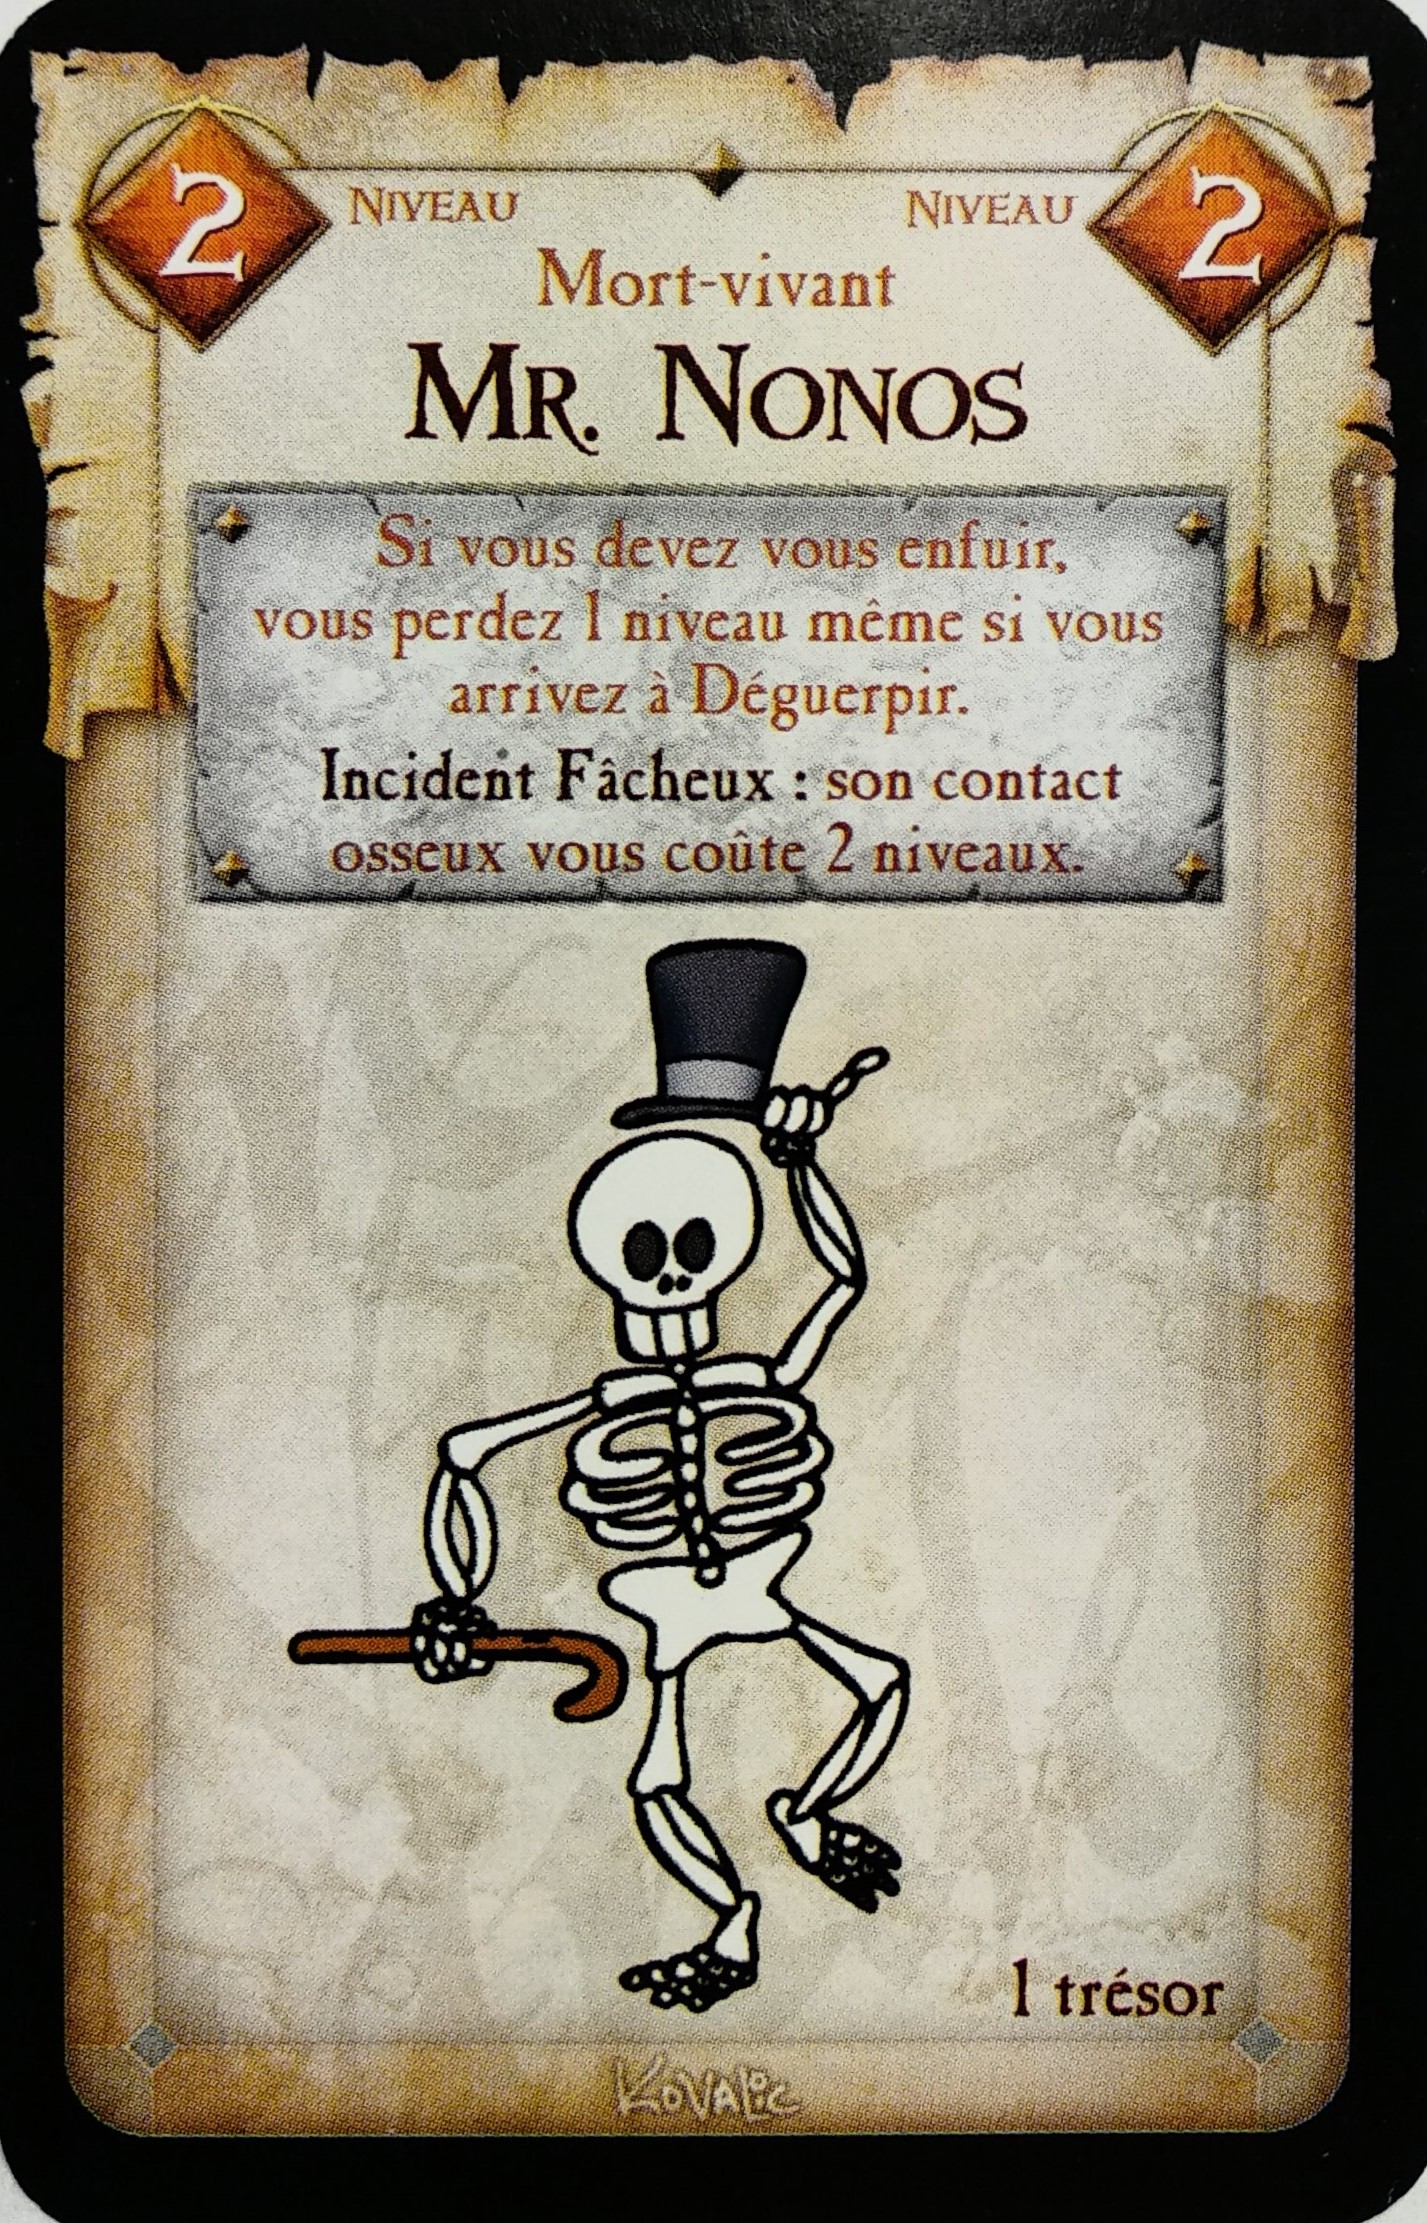 2 NIVEAU NIVEAU 2
Mort-vivant
MR. NONOS
Si vous devez vous enfuir,
vous perdez 1 niveau même si vous
arrivez à Déguerpir.
Incident Fâcheux : son contact
osseux vous coûte 2 niveaux.
1 trésor
KOVALIC